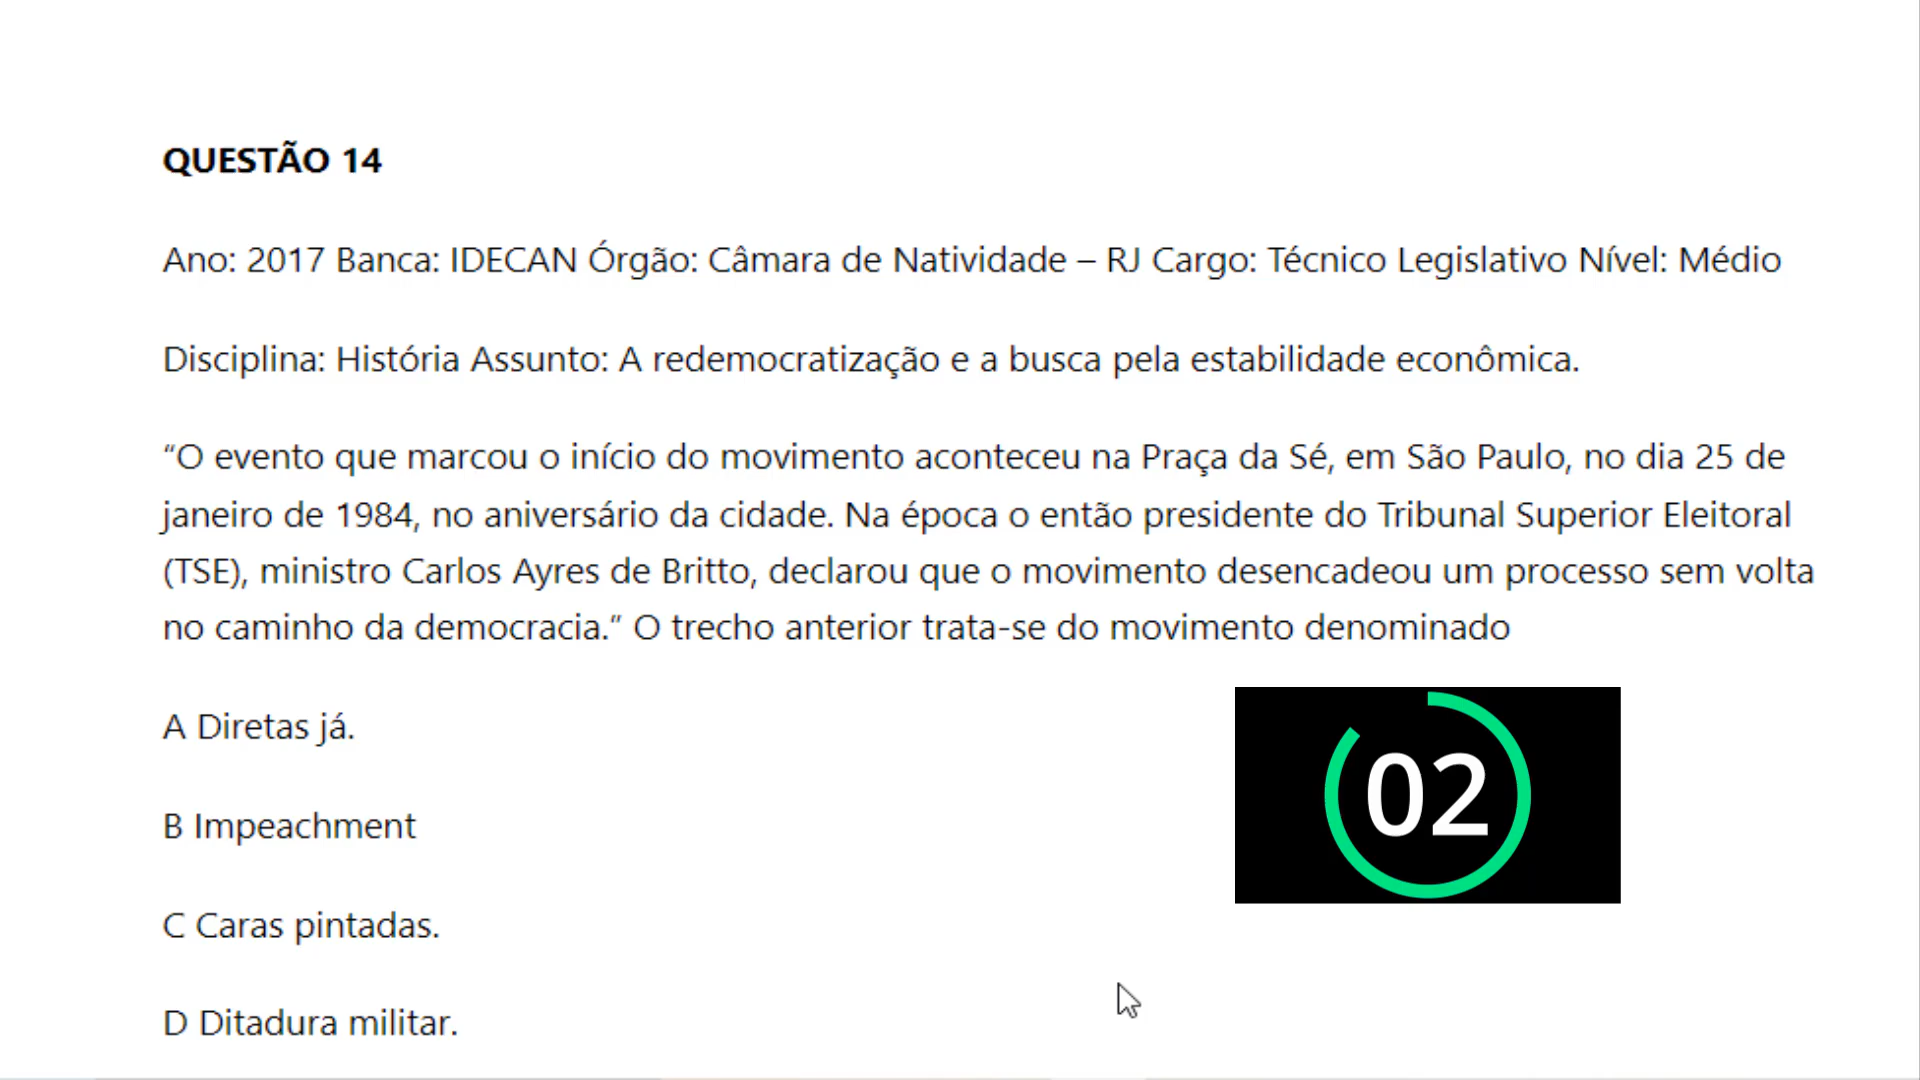 QUESTÃO 14
Ano: 2017 Banca: IDECAN Órgão: Câmara de Natividade – RJ Cargo: Técnico Legislativo Nível: Médio
Disciplina: História Assunto: A redemocratização e a busca pela estabilidade econômica.
“O evento que marcou o início do movimento aconteceu na Praça da Sé, em São Paulo, no dia 25 de
janeiro de 1984, no aniversário da cidade. Na época o então presidente do Tribunal Superior Eleitoral
(TSE), ministro Carlos Ayres de Britto, declarou que o movimento desencadeou um processo sem volta
no caminho da democracia.” O trecho anterior trata-se do movimento denominado
A Diretas já.
B Impeachment
C Caras pintadas.
D Ditadura militar.
02